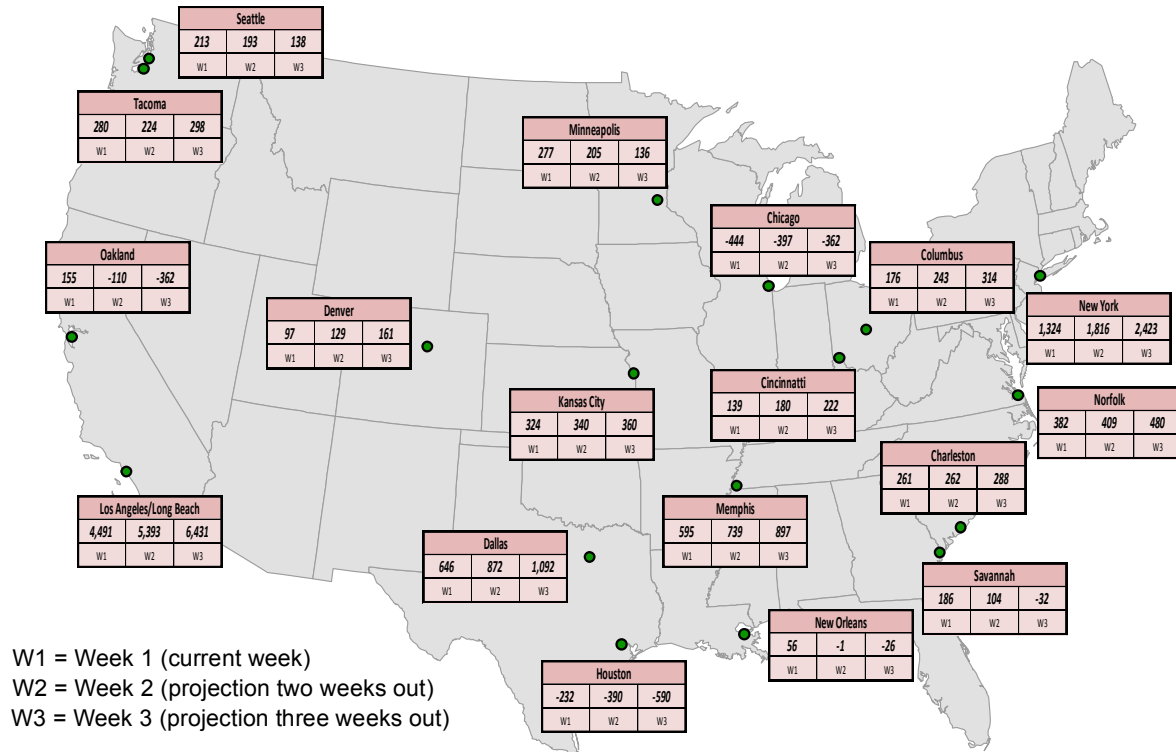 Seattle
213 193 138
W1 W2 W3
Tacoma
280 224 298
W1 W2 W3
Minneapolis
277 205 136
W1 W2 W3
Chicago
-444 -397 -362
W1 W2 W3
Oakland
155 -110 -362
W1 W2 W3
Columbus
176 243 314
W1 W2 W3
Denver
97 129 161
W1 W2 W3
New York
1,324 1,816 2,423
W1 W2 W3
Cincinnatti
139 180 222
W1 W2 W3
Kansas City
324 340 360
W1 W2 W3
Norfolk
382 409 480
W1 W2 W3
Charleston
261 262 288
W1 W2 W3
Los Angeles/Long Beach
4,491 5,393 6,431
W1 W2 W3
Memphis
595 739 897
W1 W2 W3
Dallas
646 872 1,092
W1 W2 W3
Savannah
186 104 -32
W1 W2 W3
New Orleans
56 -1 -26
W1 W2 W3
Houston
-232 -390 -590
W1 W2 W3
W1 = Week 1 (current week)
W2 = Week 2 (projection two weeks out)
W3 = Week 3 (projection three weeks out)